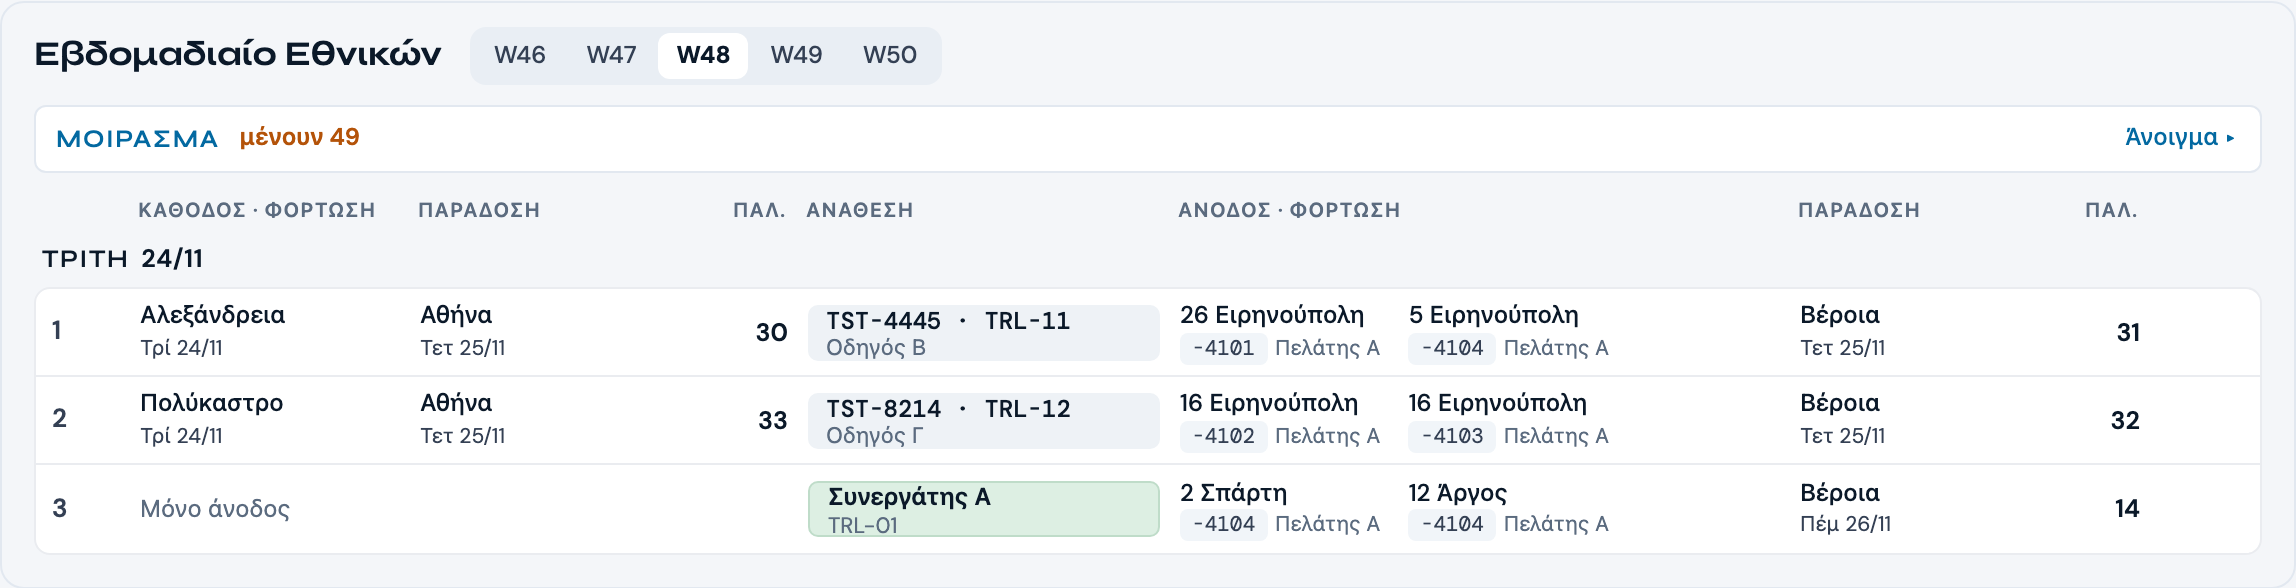 Εβδομαδιαίο Εθνικών W46 W47 W48 W49 W50
ΜΟΙΡΑΣΜΑ μένουν 49 Άνοιγμα ▸
ΚΑΘΟΔΟΣ · ΦΟΡΤΩΣΗ ΠΑΡΑΔΟΣΗ ΠΑΛ. ΑΝΑΘΕΣΗ ΑΝΟΔΟΣ · ΦΟΡΤΩΣΗ ΠΑΡΑΔΟΣΗ ΠΑΛ.
ΤΡΙΤΗ 24/11
1 Αλεξάνδρεια Αθήνα 30 TST-4445 · TRL-11 26 Ειρηνούπολη 5 Ειρηνούπολη Βέροια 31
Τρί 24/11 Τετ 25/11 Οδηγός Β -4101 Πελάτης Α -4104 Πελάτης Α Τετ 25/11
2 Πολύκαστρο Αθήνα 33 TST-8214 · TRL-12 16 Ειρηνούπολη 16 Ειρηνούπολη Βέροια 32
Τρί 24/11 Τετ 25/11 Οδηγός Γ -4102 Πελάτης Α -4103 Πελάτης Α Τετ 25/11
3 Μόνο άνοδος Συνεργάτης Α 2 Σπάρτη 12 Άργος Βέροια 14
TRL-01 -4104 Πελάτης Α -4104 Πελάτης Α Πέμ 26/11